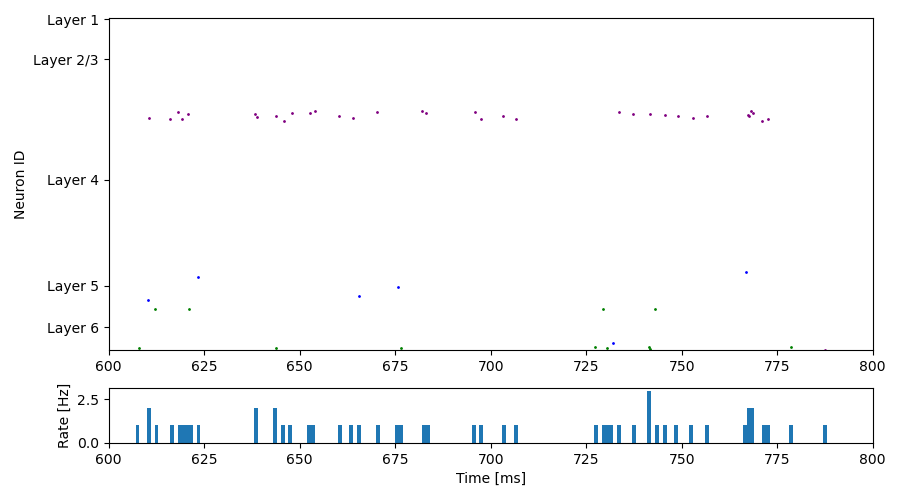 Layer 1
Layer 2/3
Layer 4
Layer 5
Layer 6
Neuron ID
600 625 650 675 700 725 750 775 800
2.5
0.0
Rate [Hz]
600 625 650 675 700 725 750 775 800
Time [ms]